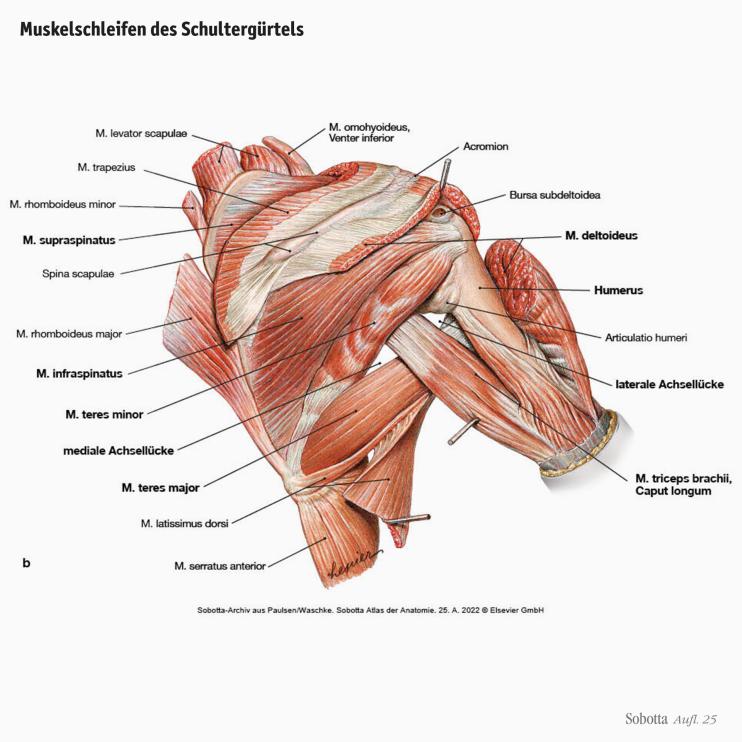 Muskelschleifen des Schultergürtels
M. levator scapulae
M. trapezius
M. rhomboideus minor
M. supraspinatus
Spina scapulae
M. rhomboideus major
M. infraspinatus
M. teres minor
mediale Achsellücke
M. teres major
M. latissimus dorsi
M. serratus anterior
M. omohyoideus,
Venter inferior
Acromion
Bursa subdeltoidea
M. deltoideus
Humerus
Articulatio humeri
laterale Achsellücke
M. triceps brachii,
Caput longum
b
Sobotta-Archiv aus Paulsen/Waschke. Sobotta Atlas der Anatomie. 25. A. 2022 © Elsevier GmbH
Sobotta Aufl. 25